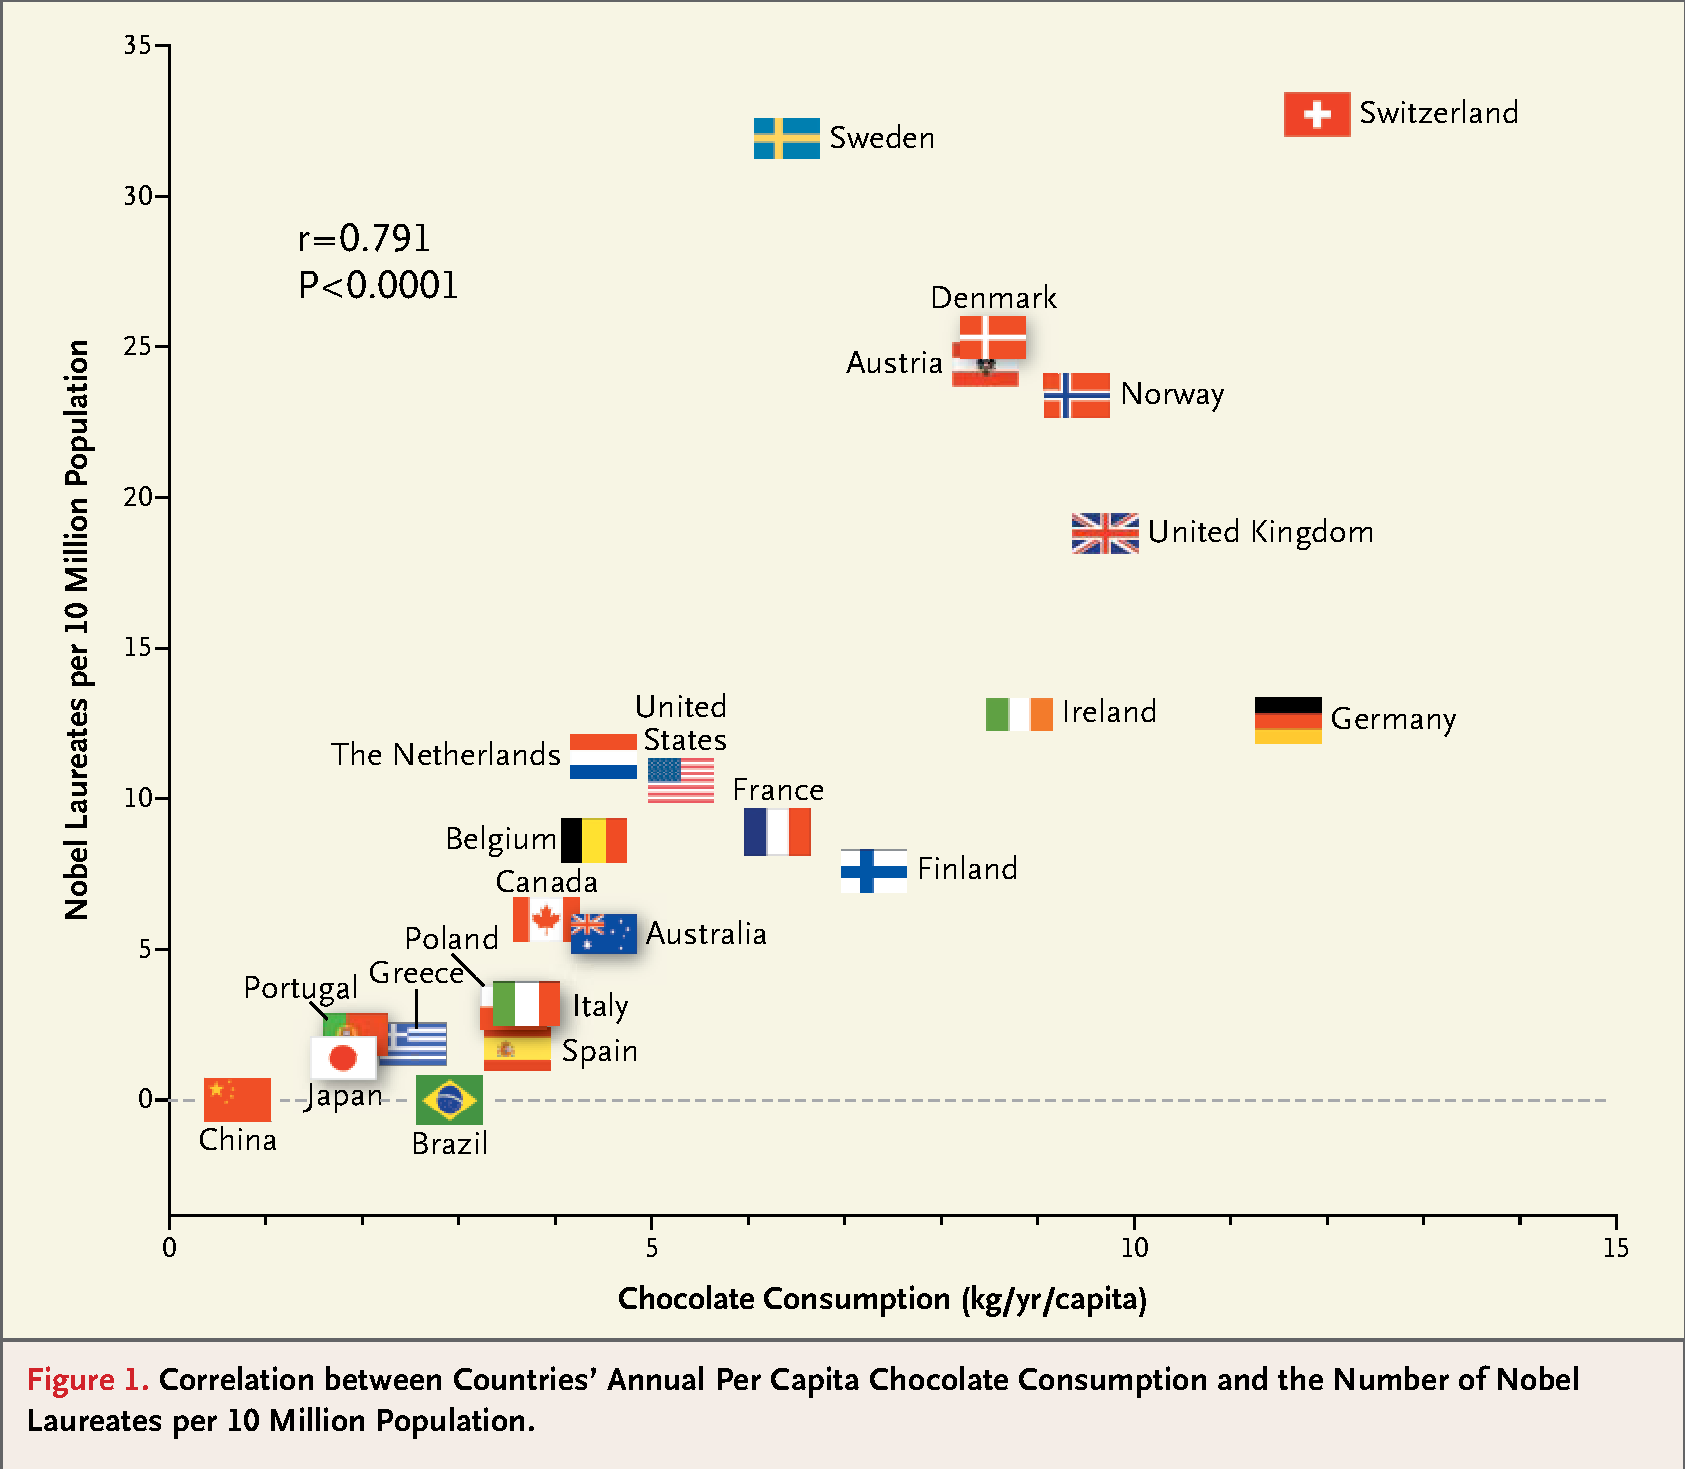 35
Switzerland
Sweden
30
r=0.791
P<0.0001
Denmark
25
Austria
Norway
20
United Kingdom
Nobel Laureates per 10 Million Population
15
United
States
Ireland
Germany
The Netherlands
10
France
Belgium
Finland
Canada
Australia
5
Poland
Greece
Portugal
Italy
Spain
0
Japan
China
Brazil
0
5
10
15
Chocolate Consumption (kg/yr/capita)
Figure 1. Correlation between Countries’ Annual Per Capita Chocolate Consumption and the Number of Nobel
Laureates per 10 Million Population.